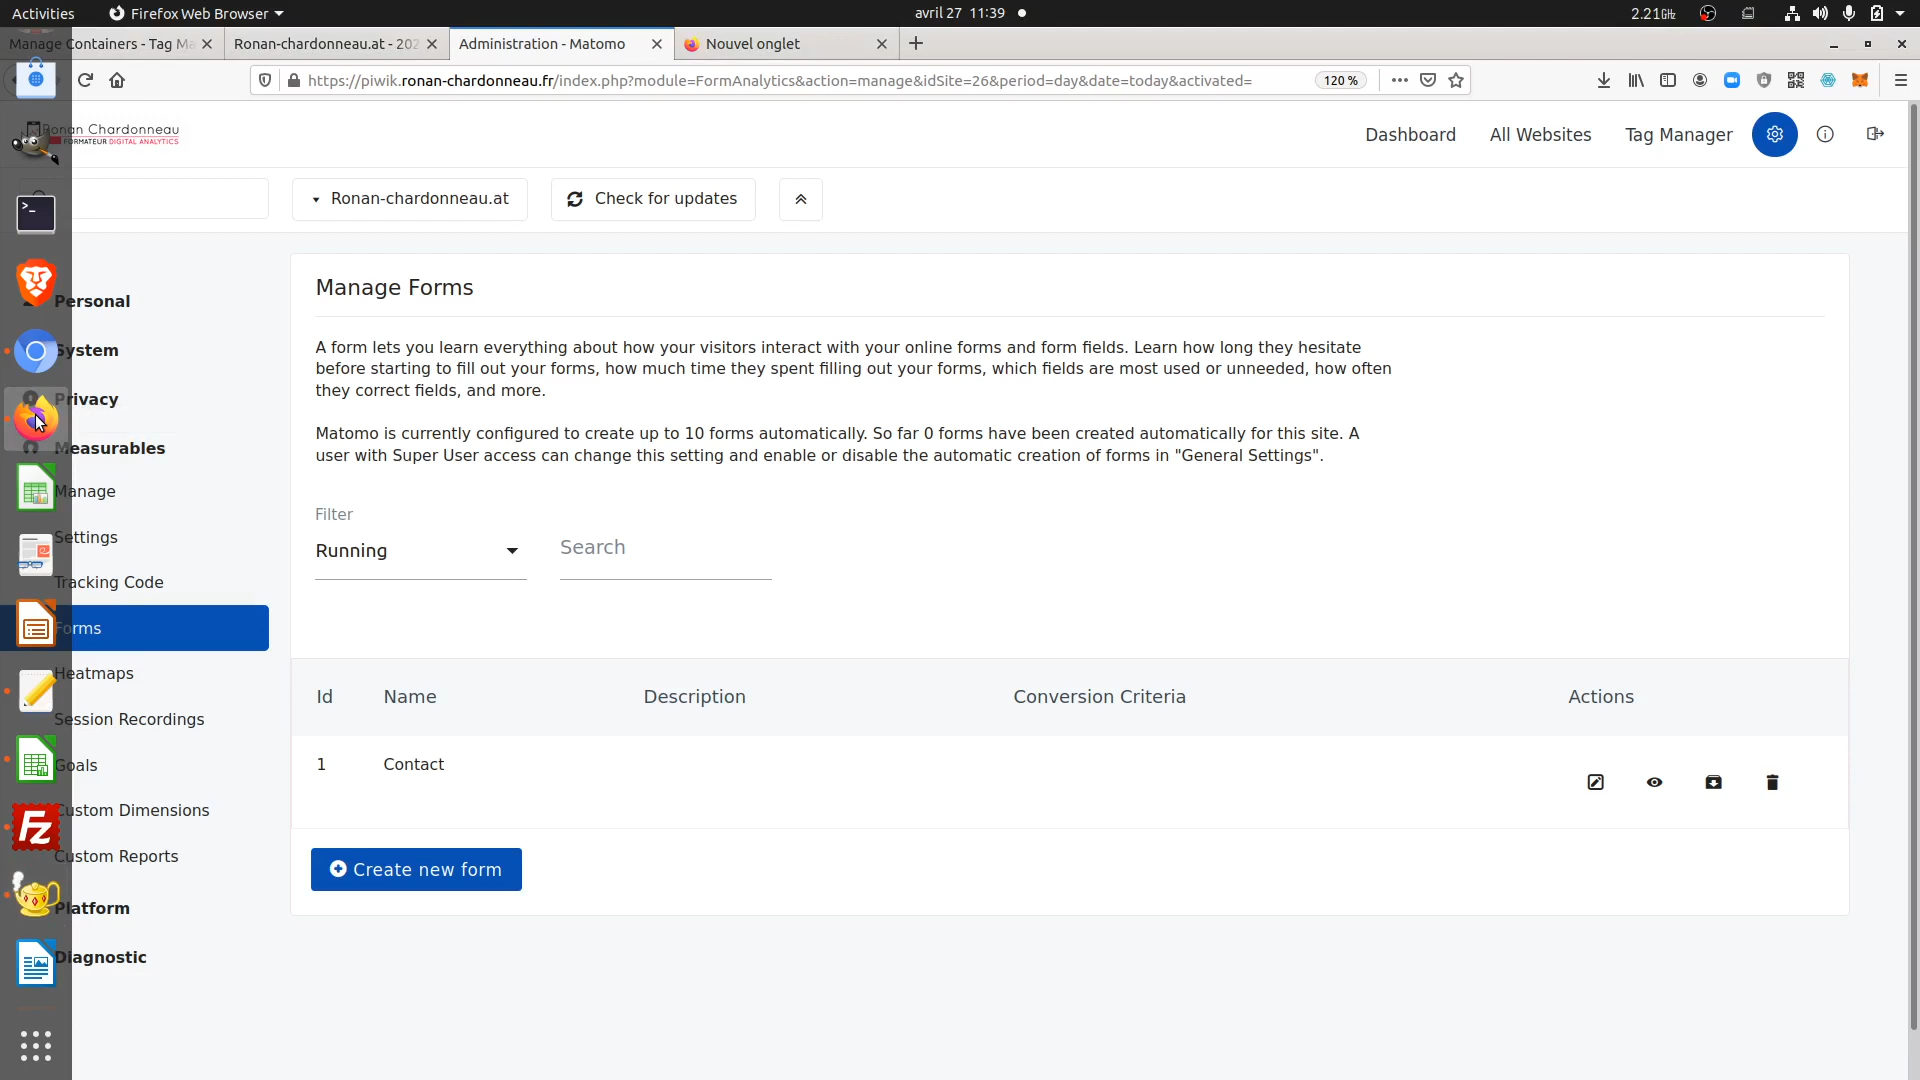 Activities
Firefox Web Browser
avril 27 11:39
2.21GHz
Manage Containers - Tag Ma
Ronan-chardonneau.at - 202
Administration - Matomo
Nouvel onglet
https://piwik.ronan-chardonneau.fr/index.php?module=FormAnalytics&action=manage&idSite=26&period=day&date=today&activated=
120 %
Ronan Chardonneau
FORMATEUR DIGITAL ANALYTICS
Dashboard
All Websites
Tag Manager
Ronan-chardonneau.at
Check for updates
Personal
System
Privacy
Measurables
Manage
Settings
Tracking Code
Forms
Heatmaps
Session Recordings
Goals
Custom Dimensions
Custom Reports
Platform
Diagnostic
Manage Forms
A form lets you learn everything about how your visitors interact with your online forms and form fields. Learn how long they hesitate
before starting to fill out your forms, how much time they spent filling out your forms, which fields are most used or unneeded, how often
they correct fields, and more.
Matomo is currently configured to create up to 10 forms automatically. So far 0 forms have been created automatically for this site. A
user with Super User access can change this setting and enable or disable the automatic creation of forms in "General Settings".
Filter
Running
Search
Id Name Description Conversion Criteria Actions
1 Contact
Create new form